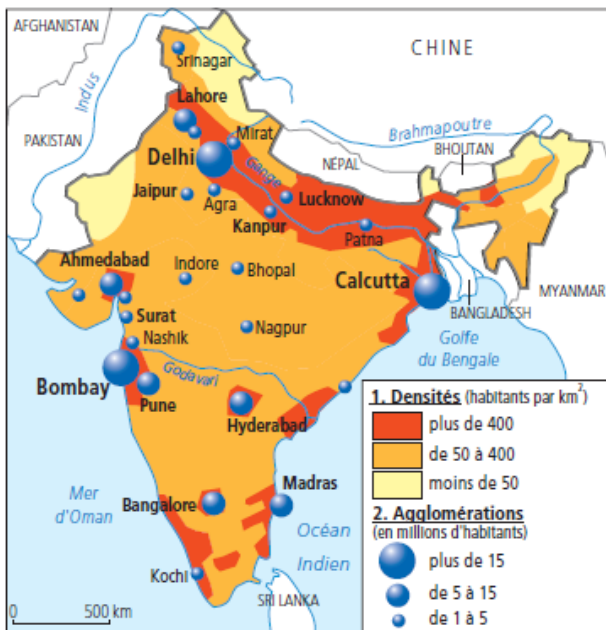 AFGHANISTAN
CHINE
Srinagar
Indus
Lahore
PAKISTAN
Mirat
Brahmapoutre
Delhi
NÉPAL
BHOUTAN
Gange
Jaipur
Agra
Lucknow
Kanpur
Patna
Ahmedabad
Indore
Bhopal
Calcutta
MYANMAR
BANGLADESH
Surat
Nagpur
Golfe
du Bengale
Nashik
Godavari
Bombay
Pune
Hyderabad
Mer
d'Oman
Bangalore
Madras
Océan
Indien
Kochi
SRI LANKA
0 500 km
1. Densités (habitants par km²)
plus de 400
de 50 à 400
moins de 50
2. Agglomérations
(en millions d'habitants)
plus de 15
de 5 à 15
de 1 à 5